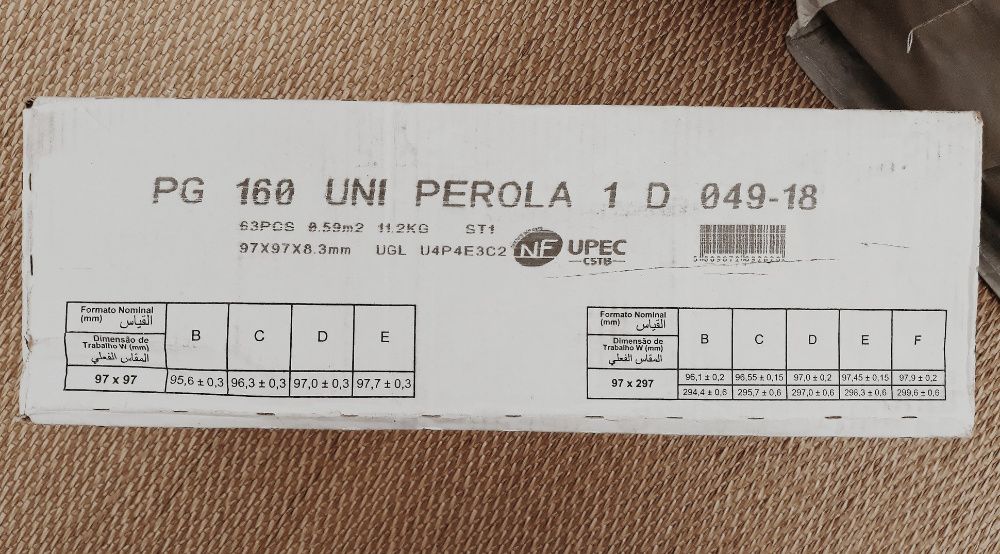 PG 160 UNI PEROLA 1 D 049-18
63PCS 0.59m2 11.2KG ST1
97X97X8.3mm UGL U4P4E3C2 NF UPEC
CSTB
Formato Nominal
(mm) القياس
Dimensão de
Trabalho W (mm)
المقاس الفعلي
B C D E
97 x 97 95,6 ± 0,3 96,3 ± 0,3 97,0 ± 0,3 97,7 ± 0,3
Formato Nominal
(mm) القياس
Dimensão de
Trabalho W (mm)
المقاس الفعلي
B C D E F
97 x 297 96,1 ± 0,2 96,55 ± 0,15 97,0 ± 0,2 97,45 ± 0,15 97,9 ± 0,2
294,4 ± 0,6 295,7 ± 0,6 297,0 ± 0,6 298,3 ± 0,6 299,6 ± 0,6